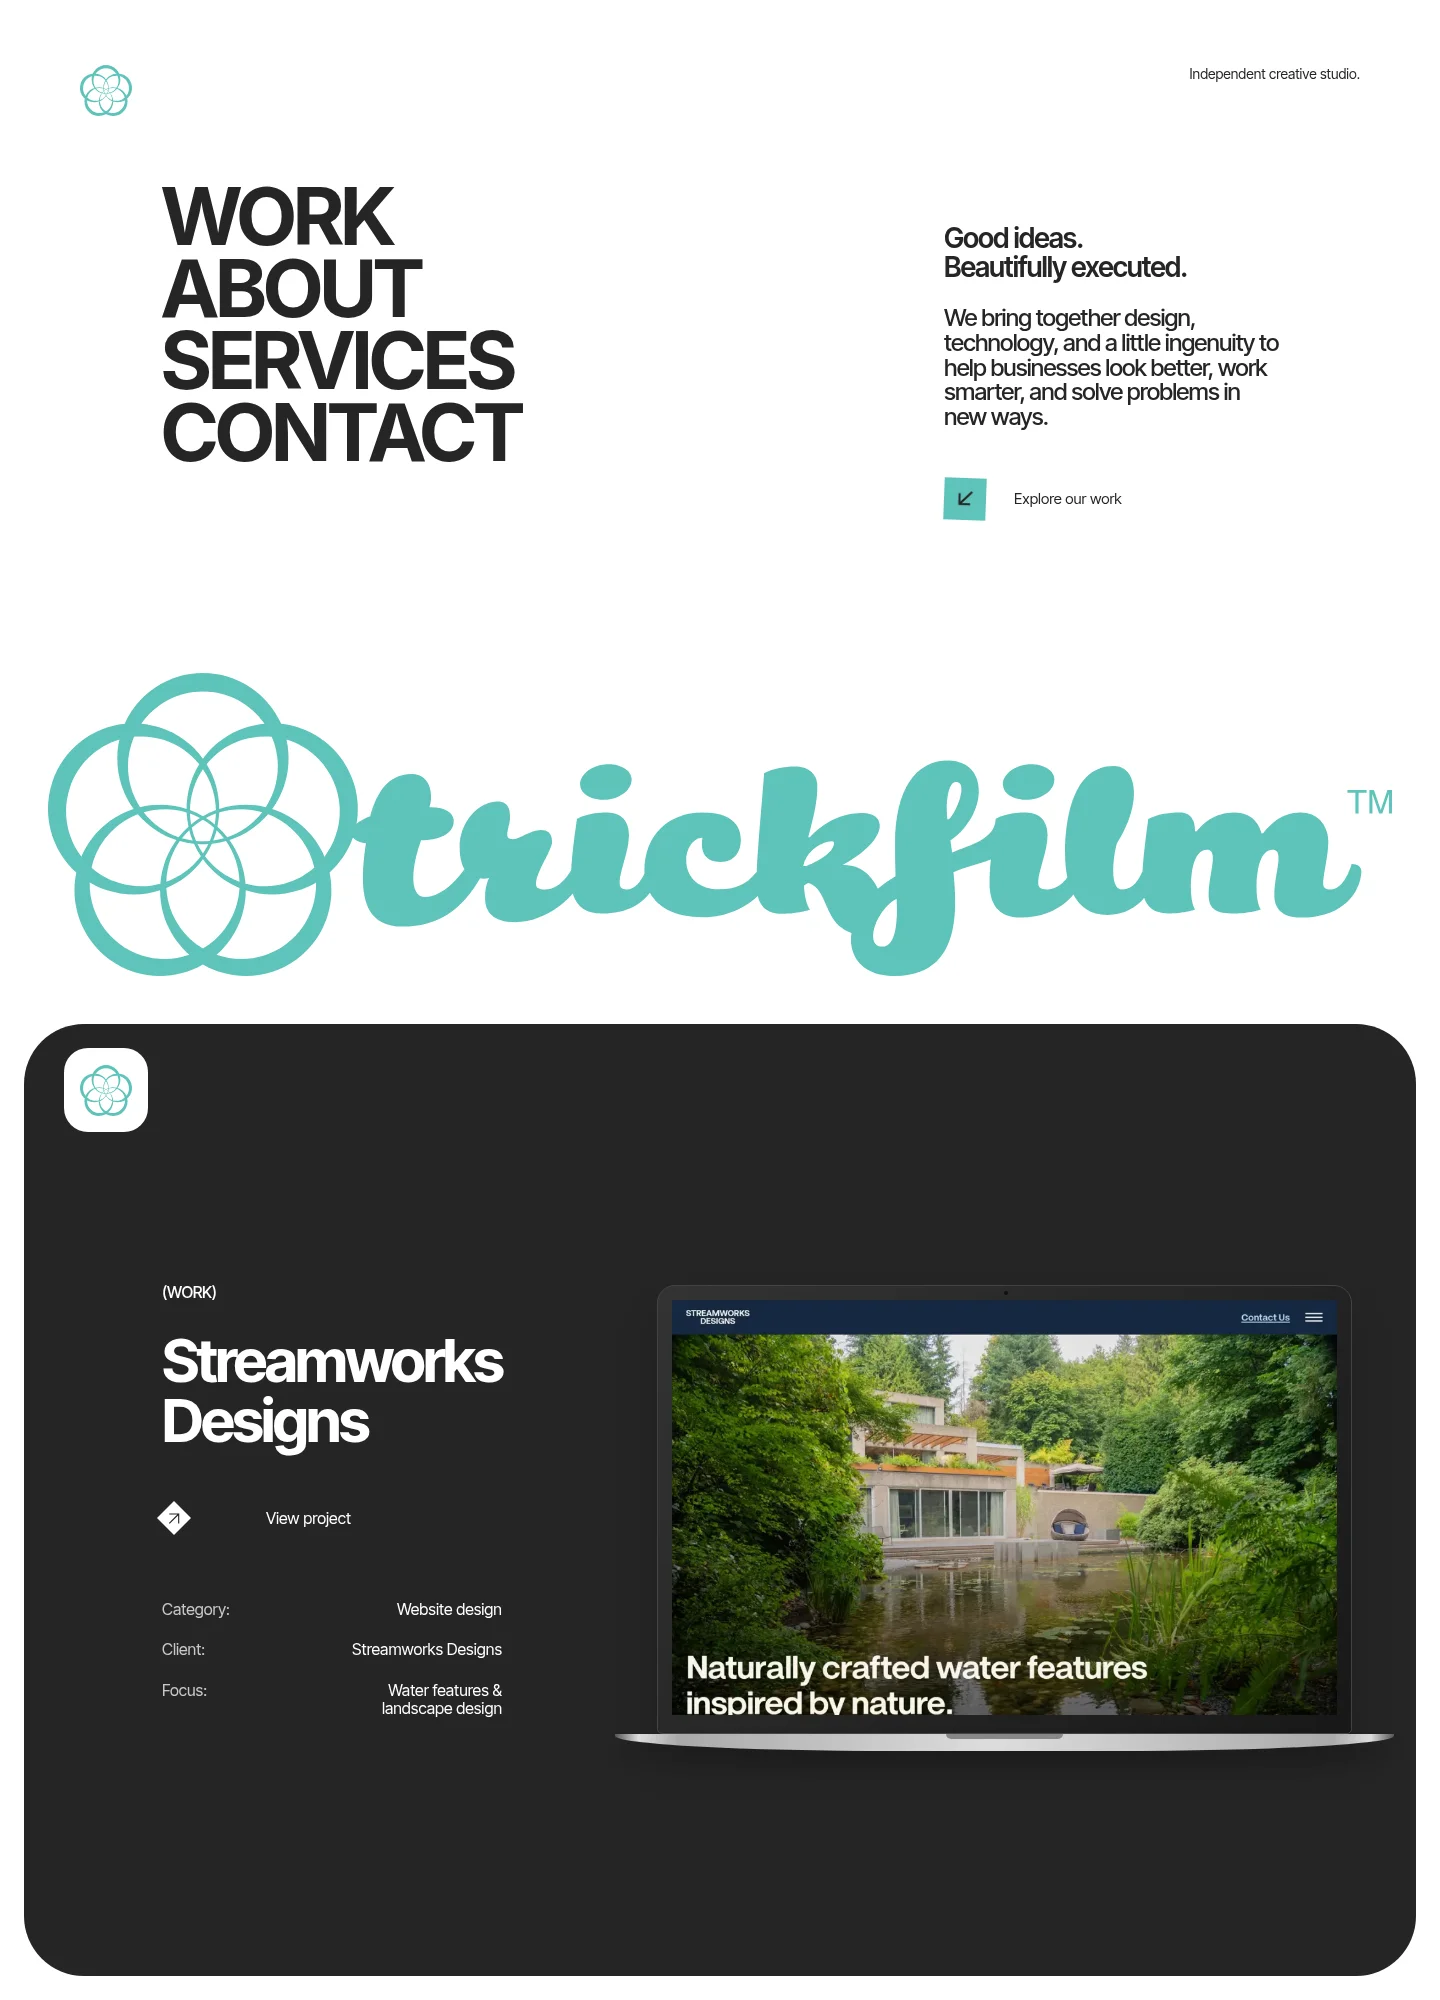 Independent creative studio.
WORK
ABOUT
SERVICES
CONTACT
Good ideas.
Beautifully executed.
We bring together design,
technology, and a little ingenuity to
help businesses look better, work
smarter, and solve problems in
new ways.
Explore our work
trickfilm™
(WORK)
Streamworks
Designs
View project
Category:
Website design
Client:
Streamworks Designs
Focus:
Water features &
landscape design
STREAMWORKS
DESIGNS
Contact Us
Naturally crafted water features
inspired by nature.